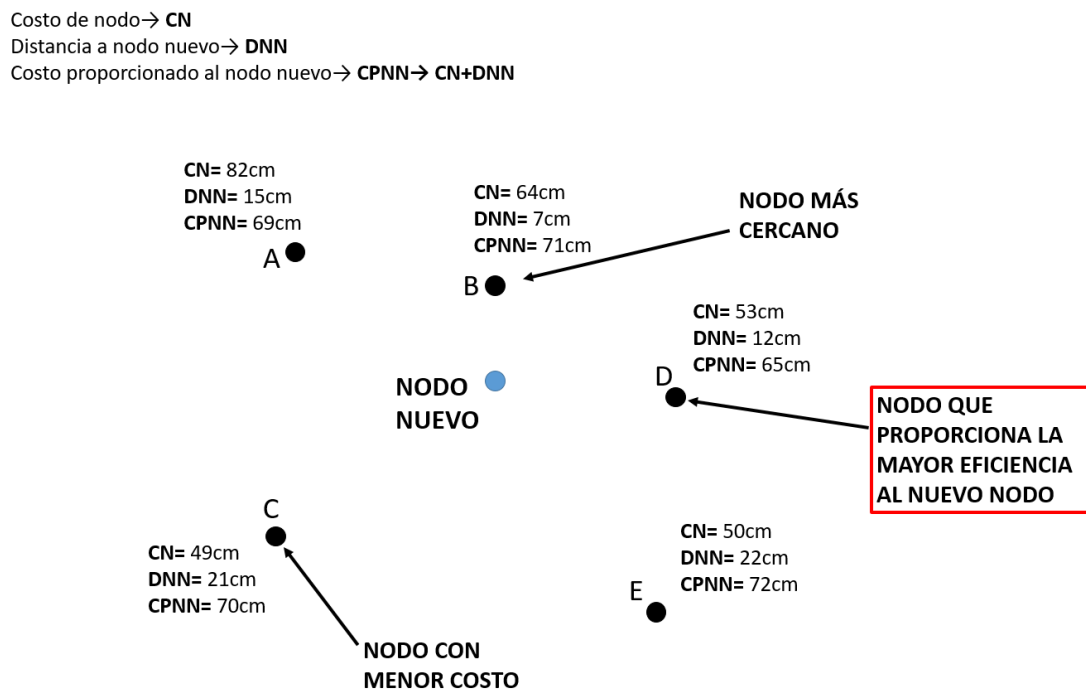 Costo de nodo→ CN
Distancia a nodo nuevo→ DNN
Costo proporcionado al nodo nuevo→ CPNN→ CN+DNN
CN= 82cm
DNN= 15cm
CPNN= 69cm
A
CN= 64cm
DNN= 7cm
CPNN= 71cm
B
NODO MÁS
CERCANO
CN= 53cm
DNN= 12cm
CPNN= 65cm
D
NODO
NUEVO
NODO QUE
PROPORCIONA LA
MAYOR EFICIENCIA
AL NUEVO NODO
C
CN= 49cm
DNN= 21cm
CPNN= 70cm
CN= 50cm
DNN= 22cm
CPNN= 72cm
E
NODO CON
MENOR COSTO